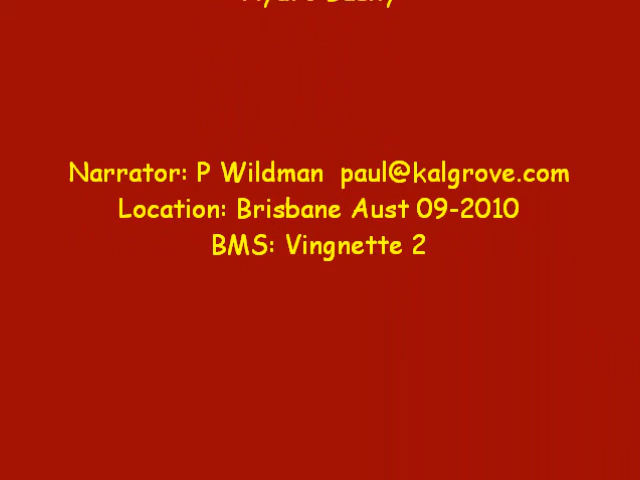 Narrator: P Wildman paul@kalgrove.com
Location: Brisbane Aust 09-2010
BMS: Vingnette 2